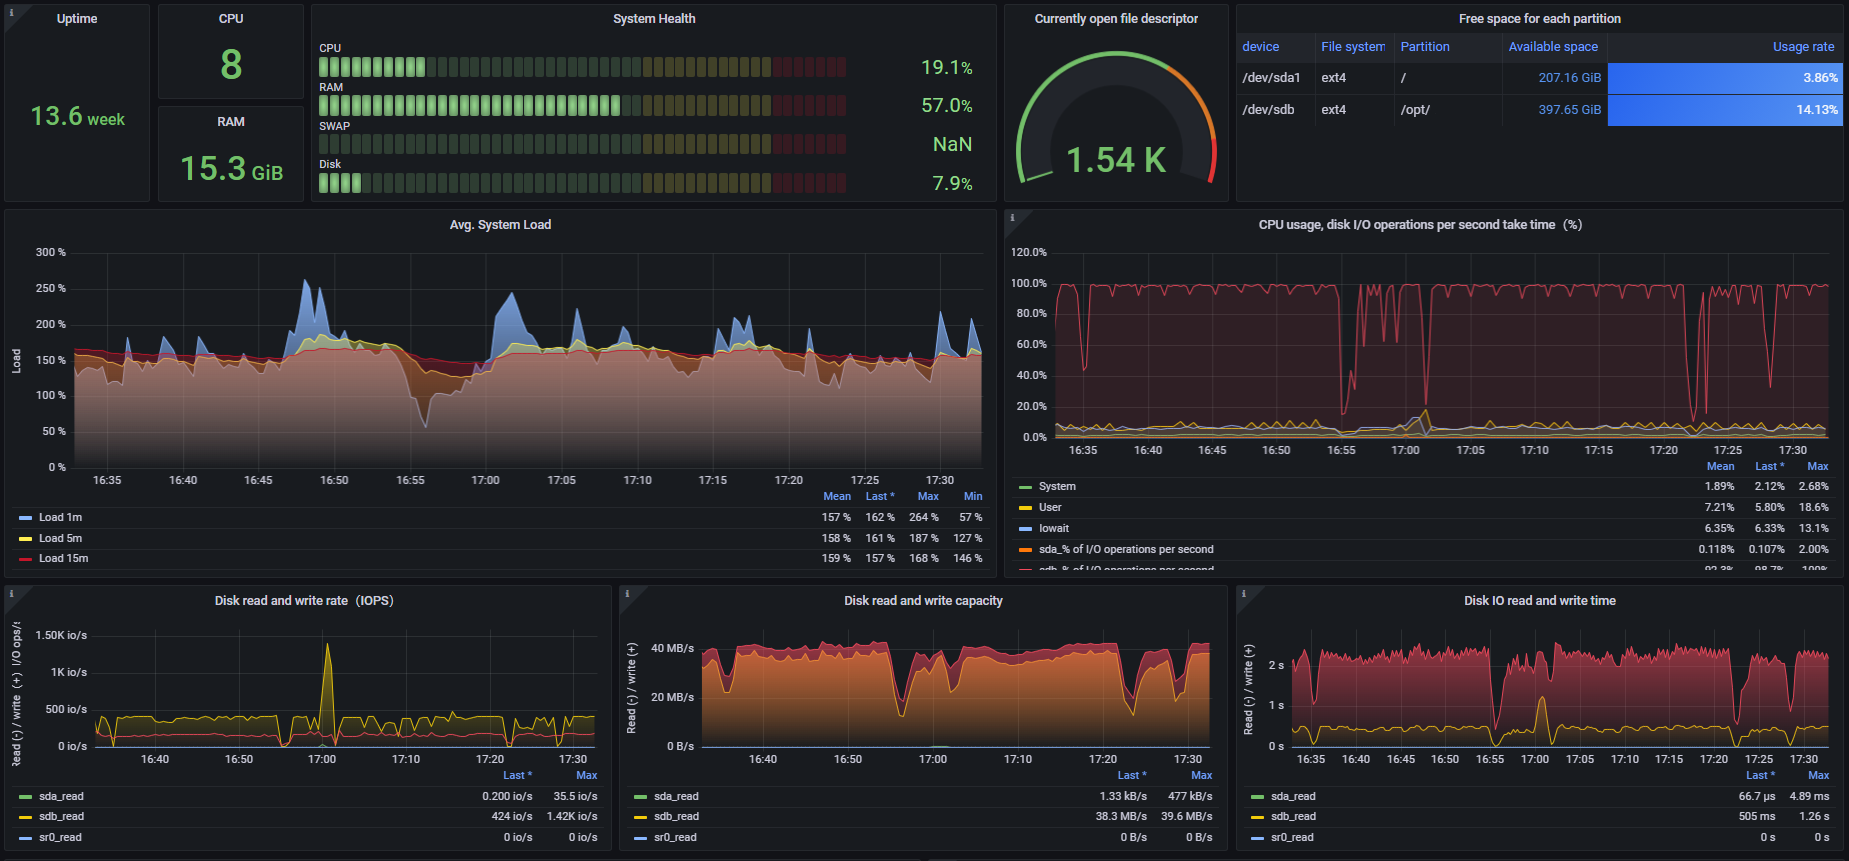 Uptime
13.6 week
CPU
8
RAM
15.3 GiB
System Health
CPU
19.1%
RAM
57.0%
SWAP
NaN
Disk
7.9%
Currently open file descriptor
1.54 K
Free space for each partition
device File system Partition Available space Usage rate
/dev/sda1 ext4 / 207.16 GiB 3.86%
/dev/sdb ext4 /opt/ 397.65 GiB 14.13%
Avg. System Load
Load
300 %
250 %
200 %
150 %
100 %
50 %
0 %
16:35 16:40 16:45 16:50 16:55 17:00 17:05 17:10 17:15 17:20 17:25 17:30
Mean Last * Max Min
Load 1m 157 % 162 % 264 % 57 %
Load 5m 158 % 161 % 187 % 127 %
Load 15m 159 % 157 % 168 % 146 %
CPU usage, disk I/O operations per second take time (%)
120.0%
100.0%
80.0%
60.0%
40.0%
20.0%
0.0%
16:35 16:40 16:45 16:50 16:55 17:00 17:05 17:10 17:15 17:20 17:25 17:30
Mean Last * Max
System 1.89% 2.12% 2.68%
User 7.21% 5.80% 18.6%
Iowait 6.35% 6.33% 13.1%
sda_% of I/O operations per second 0.118% 0.107% 2.00%
sdb_% of I/O operations per second
Disk read and write rate (IOPS)
Read (-) / write (+) I/O ops/s
1.50K io/s
1K io/s
500 io/s
0 io/s
16:40 16:50 17:00 17:10 17:20 17:30
Last * Max
sda_read 0.200 io/s 35.5 io/s
sdb_read 424 io/s 1.42K io/s
sr0_read 0 io/s 0 io/s
Disk read and write capacity
Read (-) / write (+)
40 MB/s
20 MB/s
0 B/s
16:40 16:50 17:00 17:10 17:20 17:30
Last * Max
sda_read 1.33 kB/s 477 kB/s
sdb_read 38.3 MB/s 39.6 MB/s
sr0_read 0 B/s 0 B/s
Disk IO read and write time
Read (-) / write (+)
2 s
1 s
0 s
16:35 16:40 16:45 16:50 16:55 17:00 17:05 17:10 17:15 17:20 17:25 17:30
Last * Max
sda_read 66.7 µs 4.89 ms
sdb_read 505 ms 1.26 s
sr0_read 0 s 0 s